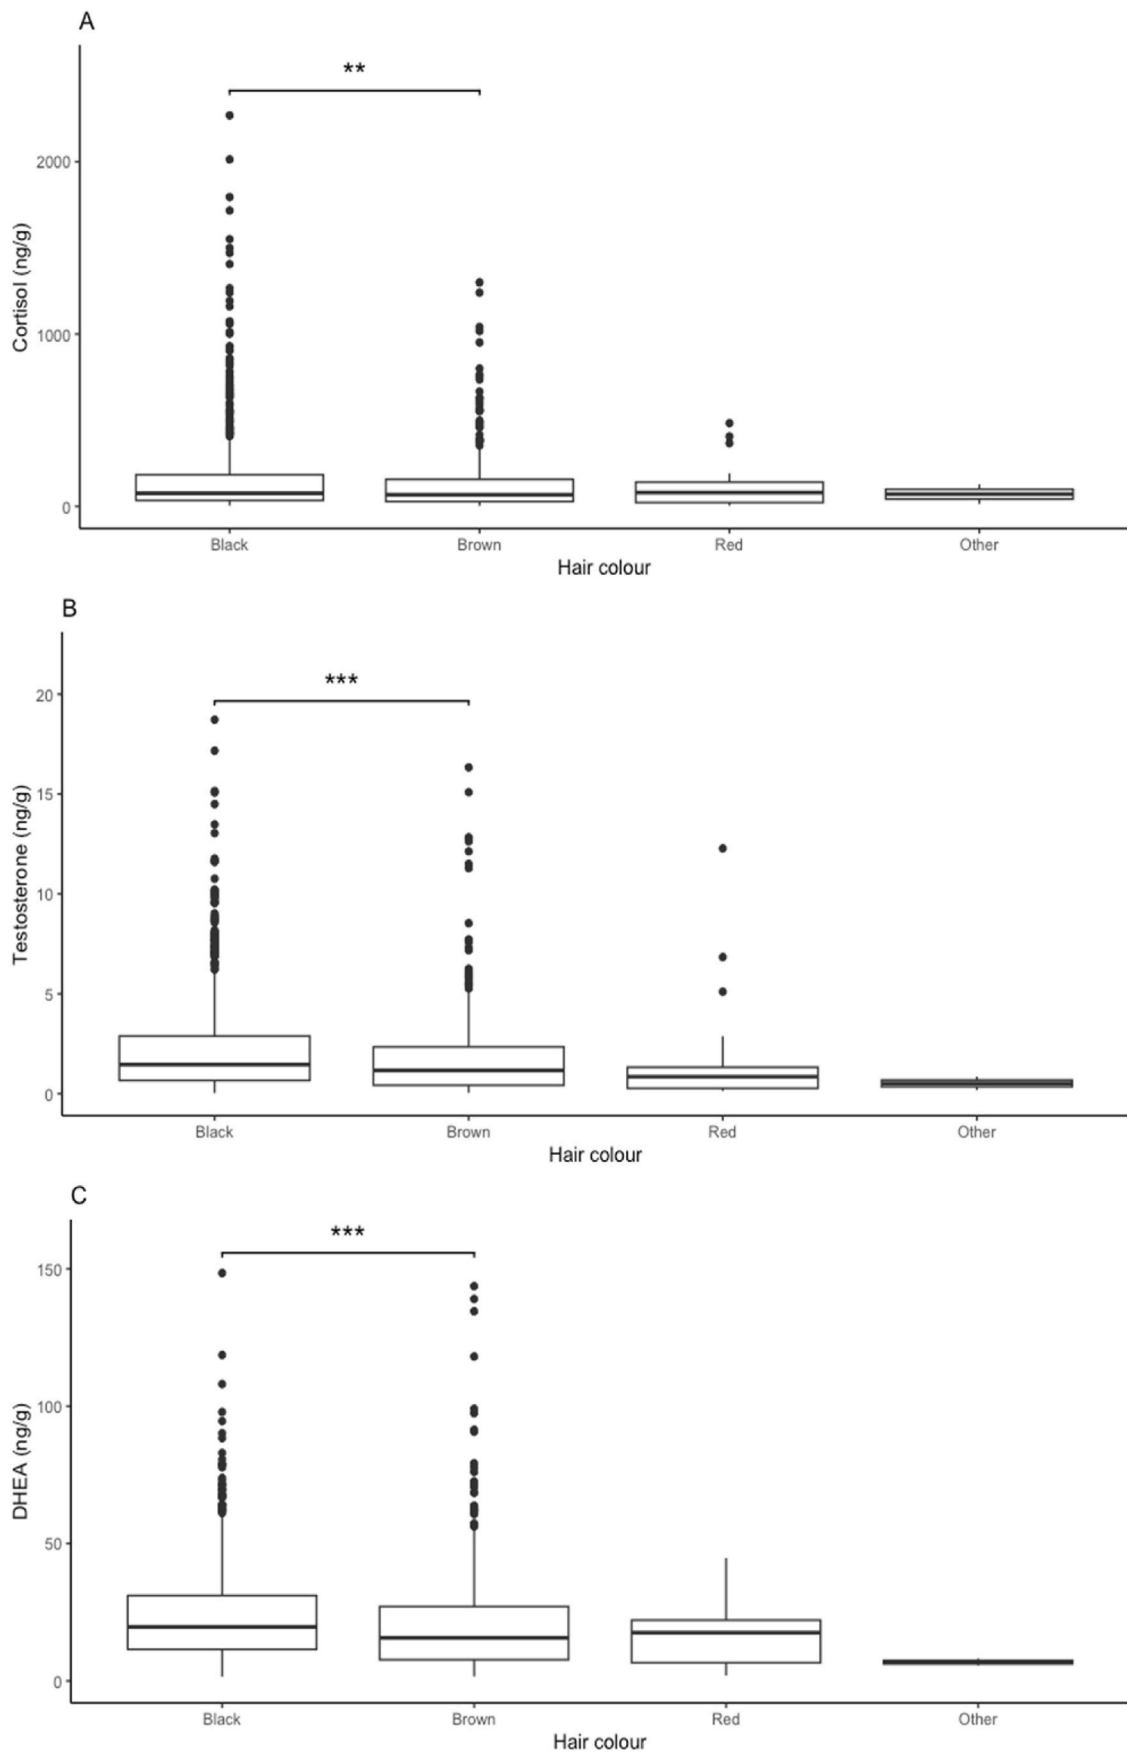 A
**
Cortisol (ng/g)
2000
1000
0
Black Brown Red Other
Hair colour
B
***
Testosterone (ng/g)
20
15
10
5
0
Black Brown Red Other
Hair colour
C
***
DHEA (ng/g)
150
100
50
0
Black Brown Red Other
Hair colour